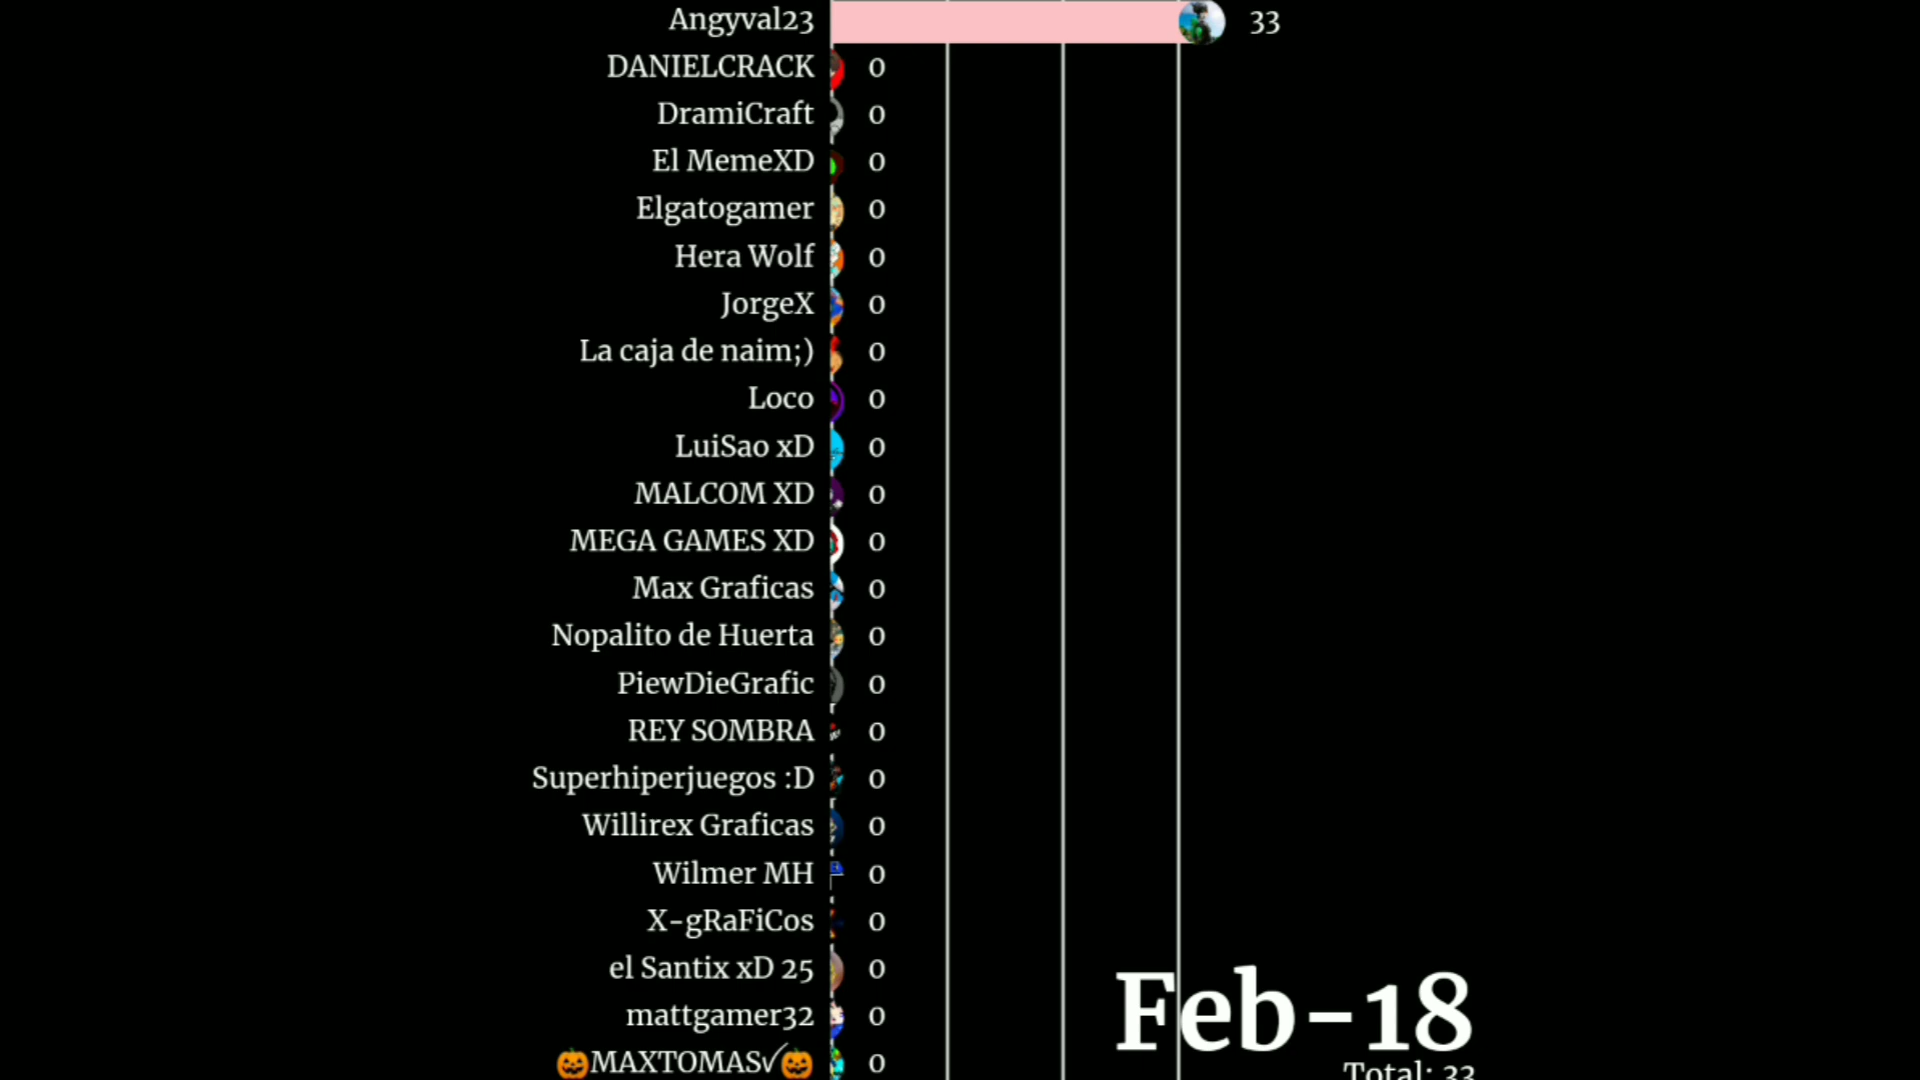 Angyval23 33
DANIELCRACK 0
DramiCraft 0
El MemeXD 0
Elgatogamer 0
Hera Wolf 0
JorgeX 0
La caja de naim;) 0
Loco 0
LuiSao xD 0
MALCOM XD 0
MEGA GAMES XD 0
Max Graficas 0
Nopalito de Huerta 0
PiewDieGrafic 0
REY SOMBRA 0
Superhiperjuegos :D 0
Willirex Graficas 0
Wilmer MH 0
X-gRaFiCos 0
el Santix xD 25 0
mattgamer32 0
🎃MAXTOMAS✓🎃 0
Feb-18
Total: 33